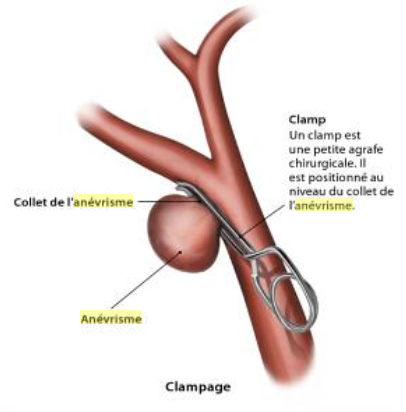 Clamp
Un clamp est
une petite agrafe
chirurgicale. Il
est positionné au
niveau du collet de
l'anévrisme.
Collet de l'anévrisme
Anévrisme
Clampage